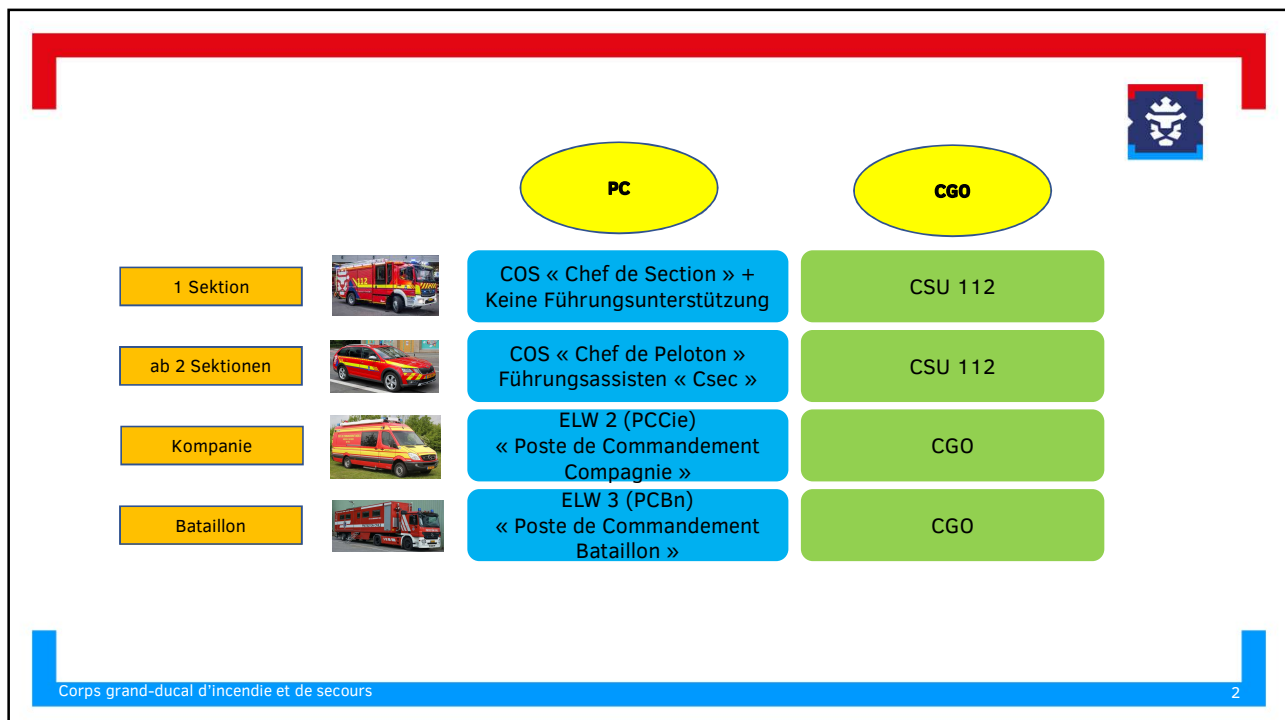 PC
CGO
1 Sektion
COS « Chef de Section » +
Keine Führungsunterstützung
CSU 112
ab 2 Sektionen
COS « Chef de Peloton »
Führungsassisten « Csec »
CSU 112
Kompanie
ELW 2 (PCCie)
« Poste de Commandement
Compagnie »
CGO
Bataillon
ELW 3 (PCBn)
« Poste de Commandement
Bataillon »
CGO
Corps grand-ducal d'incendie et de secours
2